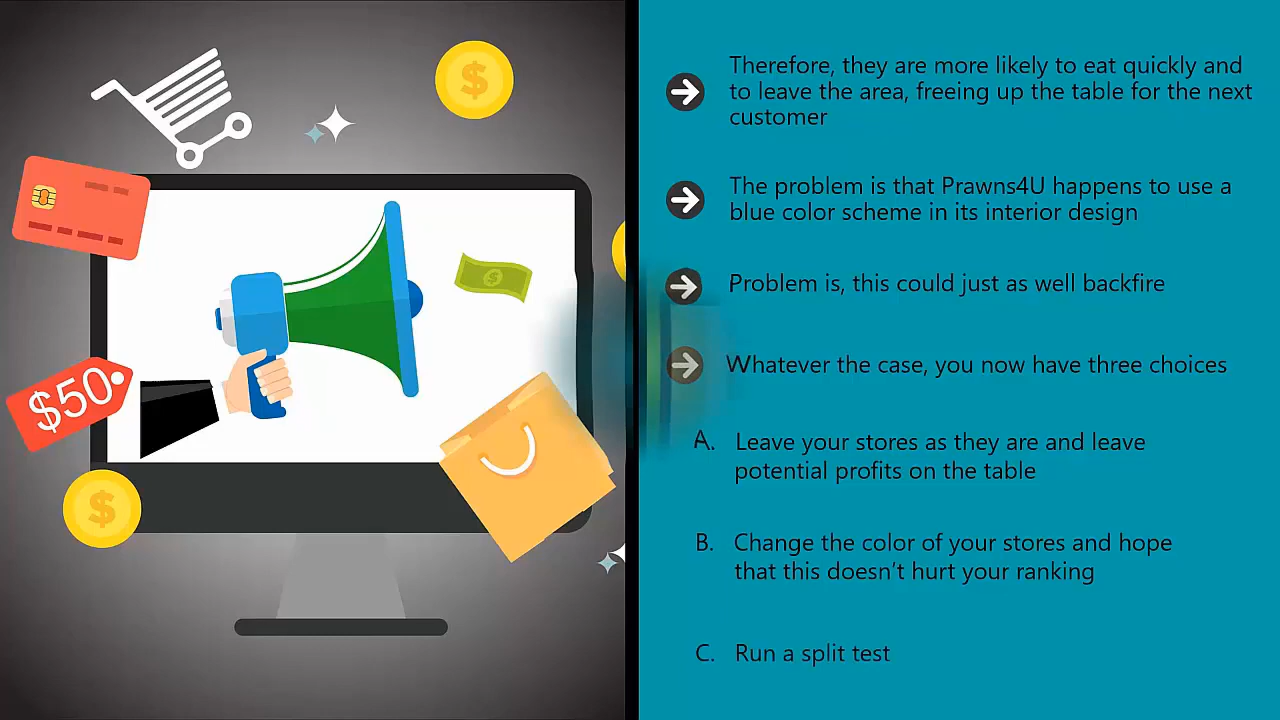 $
$
$50
$
Therefore, they are more likely to eat quickly and
to leave the area, freeing up the table for the next
customer
The problem is that Prawns4U happens to use a
blue color scheme in its interior design
Problem is, this could just as well backfire
Whatever the case, you now have three choices
A. Leave your stores as they are and leave
potential profits on the table
B. Change the color of your stores and hope
that this doesn't hurt your ranking
C. Run a split test